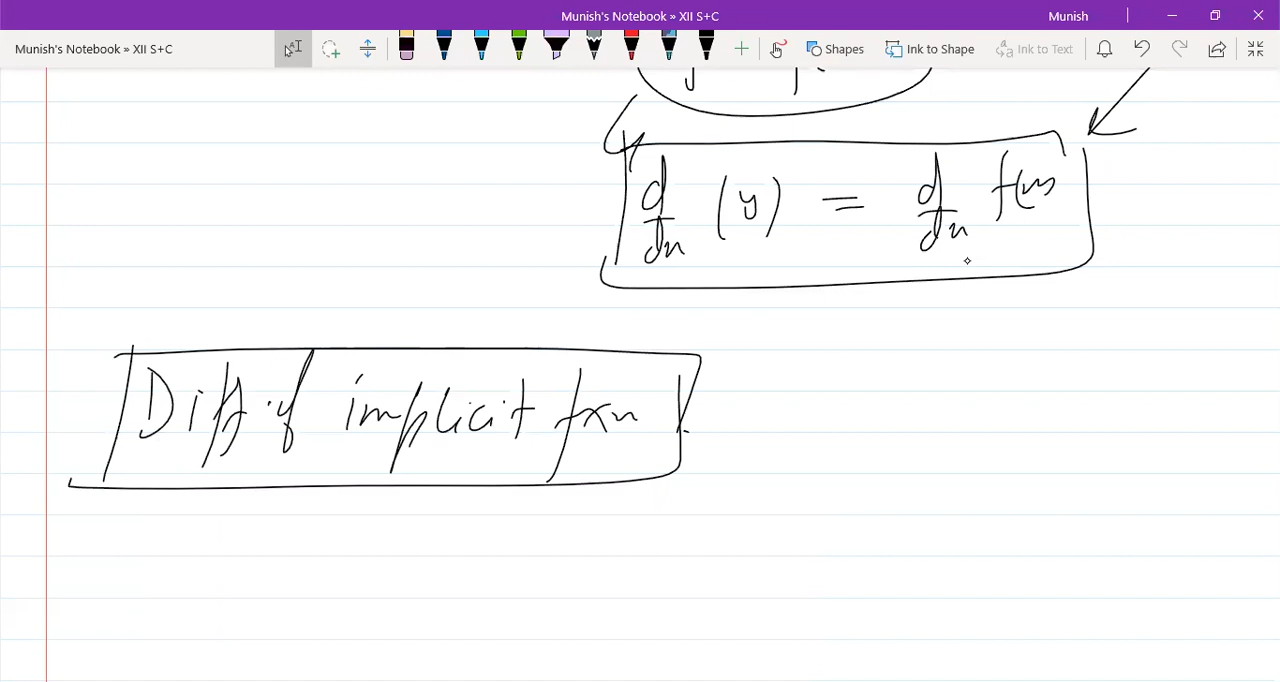 Munish's Notebook » XII S+C
Munish
Munish's Notebook » XII S+C
Shapes
Ink to Shape
Ink to Text
d/dx (y) = d/dx f(x)
Diff of implicit fxn